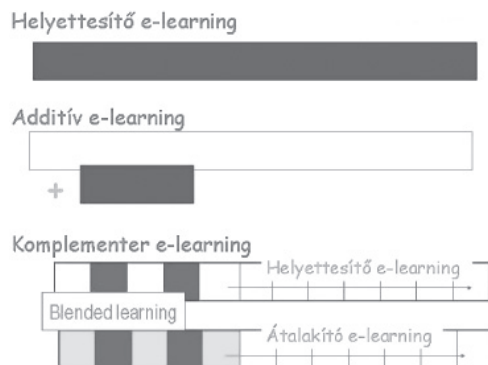 Helyettesítő e-learning
Additív e-learning
+
Komplementer e-learning
Helyettesítő e-learning
Blended learning
Átalakító e-learning